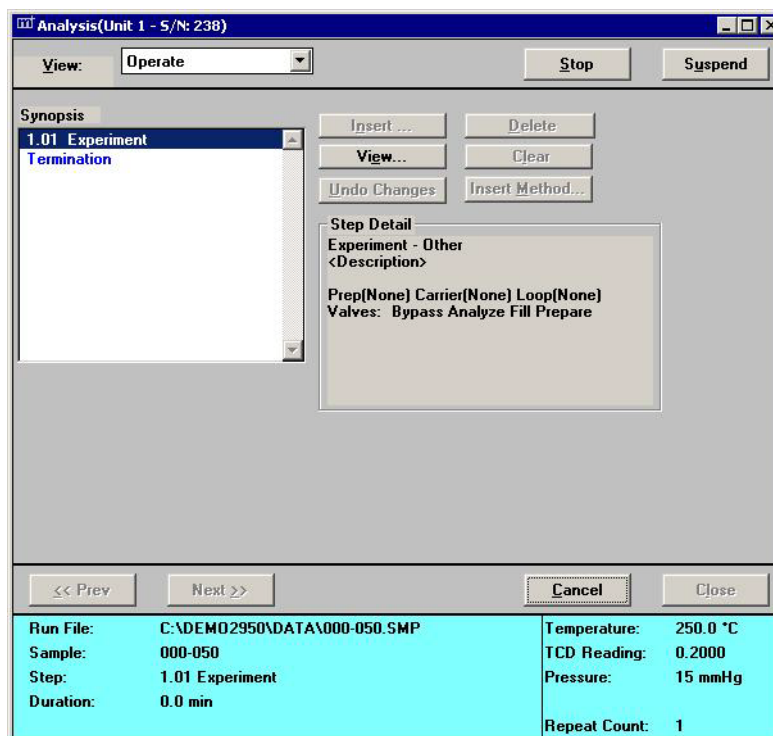 Analysis(Unit 1 - S/N: 238)
View: Operate Stop Suspend
Synopsis
1.01 Experiment
Termination
Insert ... Delete
View... Clear
Undo Changes Insert Method...
Step Detail
Experiment - Other
<Description>
Prep(None) Carrier(None) Loop(None)
Valves: Bypass Analyze Fill Prepare
<< Prev Next >> Cancel Close
Run File: C:\DEMO2950\DATA\000-050.SMP
Sample: 000-050
Step: 1.01 Experiment
Duration: 0.0 min
Temperature: 250.0 °C
TCD Reading: 0.2000
Pressure: 15 mmHg
Repeat Count: 1